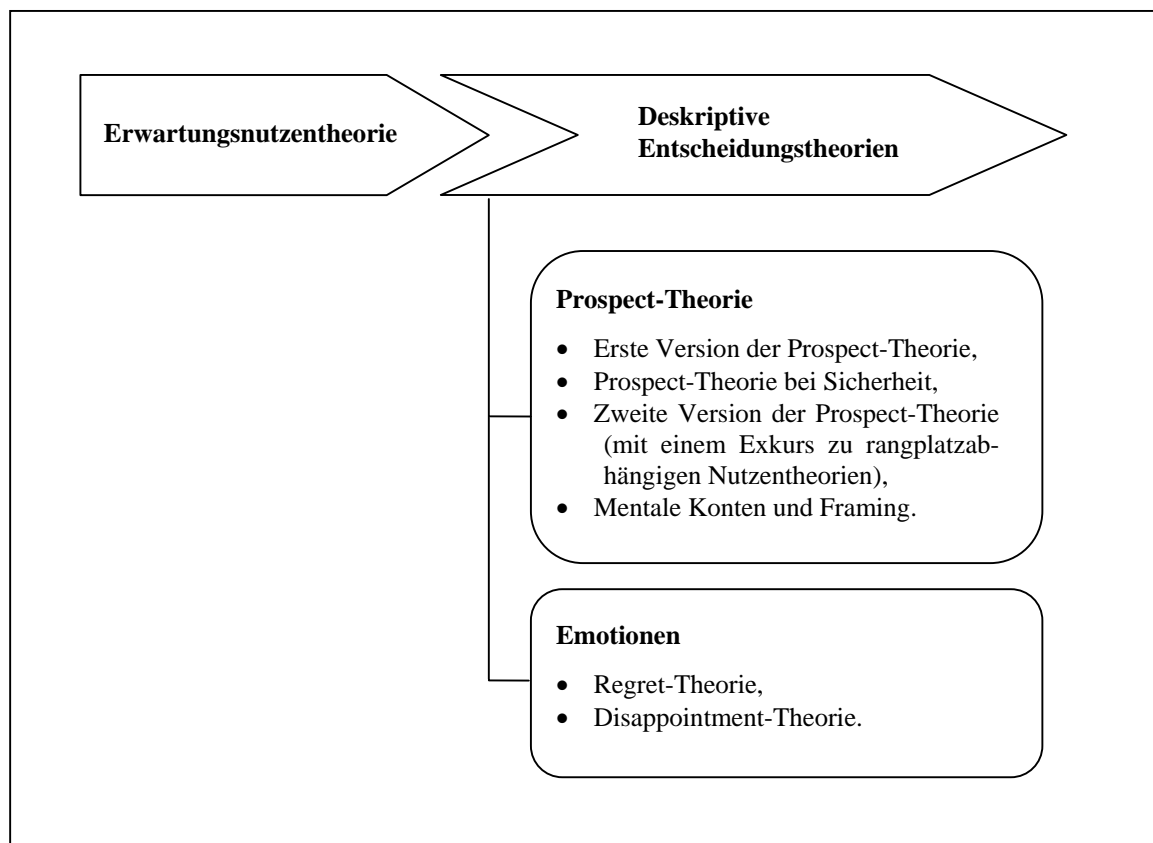 Erwartungsnutzentheorie
Deskriptive
Entscheidungstheorien
Prospect-Theorie
• Erste Version der Prospect-Theorie,
• Prospect-Theorie bei Sicherheit,
• Zweite Version der Prospect-Theorie
(mit einem Exkurs zu rangplatzab-
hängigen Nutzentheorien),
• Mentale Konten und Framing.
Emotionen
• Regret-Theorie,
• Disappointment-Theorie.